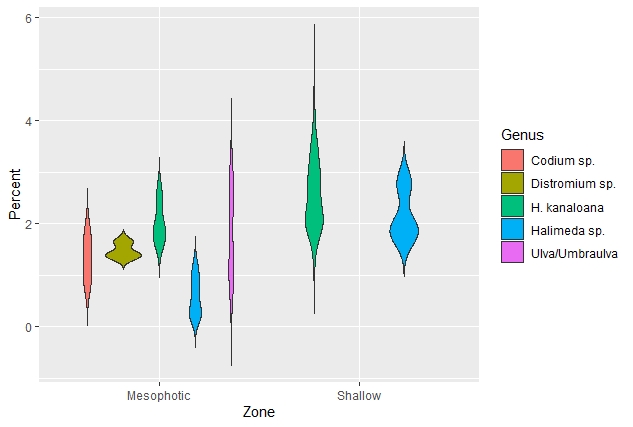 6
4
2
0
Percent
Mesophotic
Shallow
Zone
Genus
Codium sp.
Distromium sp.
H. kanaloana
Halimeda sp.
Ulva/Umbraulva